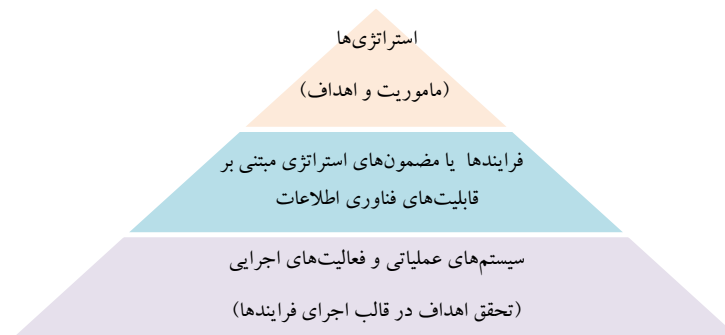 استراتژی‌ها
(ماموریت و اهداف)
فرایندها یا مضمون‌های استراتژی مبتنی بر
قابلیت‌های فناوری اطلاعات
سیستم‌های عملیاتی و فعالیت‌های اجرایی
(تحقق اهداف در قالب اجرای فرایندها)